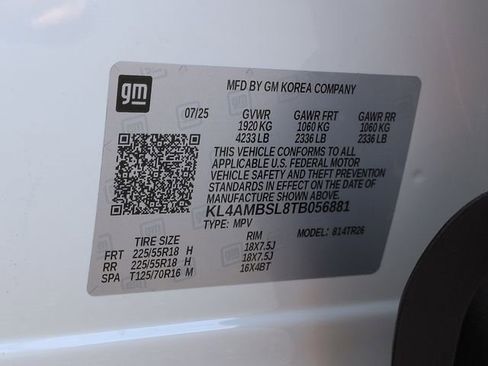 gm
MFD BY GM KOREA COMPANY
07/25 GVWR GAWR FRT GAWR RR
1920 KG 1060 KG 1060 KG
4233 LB 2336 LB 2336 LB
THIS VEHICLE CONFORMS TO ALL
APPLICABLE U.S. FEDERAL MOTOR
VEHICLE SAFETY AND THEFT PREVENTION
STANDARDS IN EFFECT ON THE DATE OF
MANUFACTURE SHOWN ABOVE.
KL4AMBSL8TB056881
TYPE: MPV MODEL: 814TR26
TIRE SIZE RIM
FRT 225/55R18 H 18X7.5J
RR 225/55R18 H 18X7.5J
SPA T125/70R16 M 16X4BT